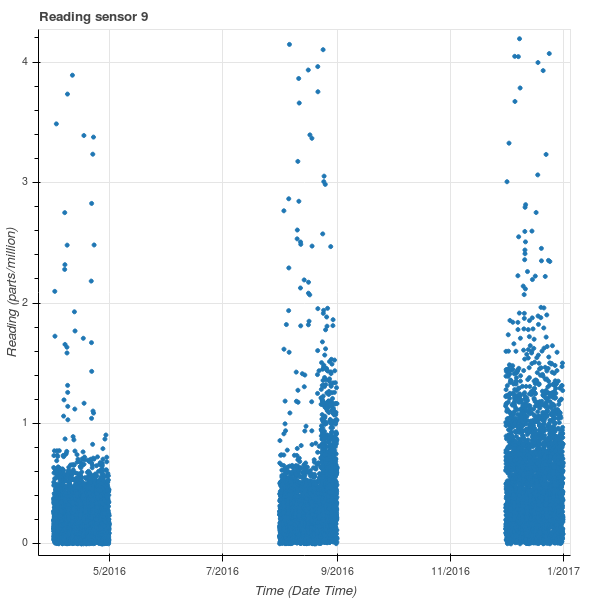 Reading sensor 9
4
3
2
1
0
Reading (parts/million)
5/2016 7/2016 9/2016 11/2016 1/2017
Time (Date Time)